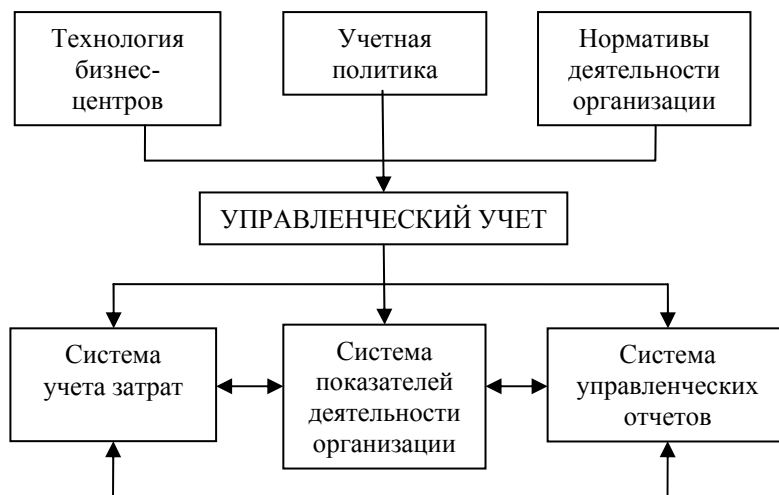 Технология
бизнес-
центров
Учетная
политика
Нормативы
деятельности
организации
УПРАВЛЕНЧЕСКИЙ УЧЕТ
Система
учета затрат
Система
показателей
деятельности
организации
Система
управленческих
отчетов